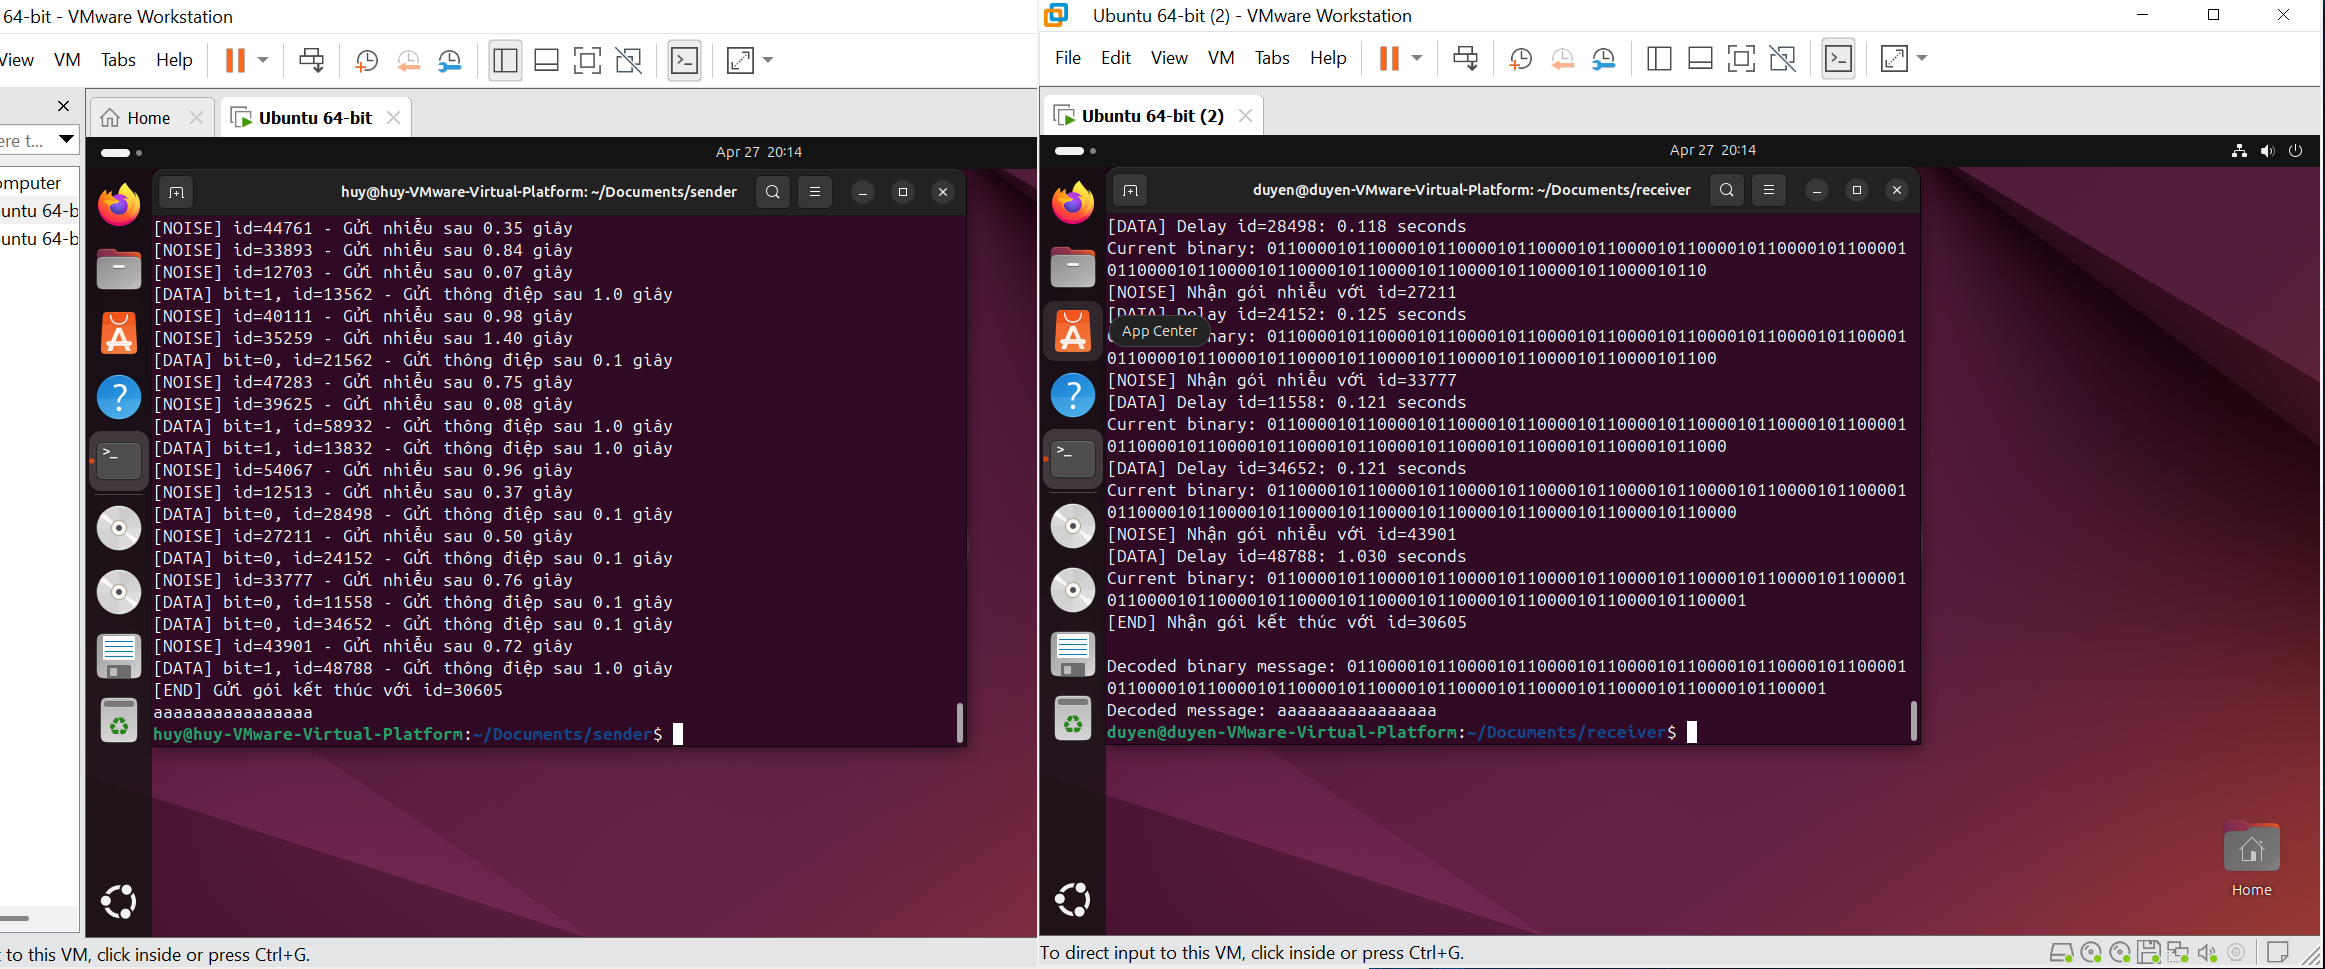 64-bit - VMware Workstation
View VM Tabs Help
ere t...
omputer
untu 64-b
untu 64-b
Home
Ubuntu 64-bit
Apr 27 20:14
huy@huy-VMware-Virtual-Platform: ~/Documents/sender
[NOISE] id=44761 - Gửi nhiễu sau 0.35 giây
[NOISE] id=33893 - Gửi nhiễu sau 0.84 giây
[NOISE] id=12703 - Gửi nhiễu sau 0.07 giây
[DATA] bit=1, id=13562 - Gửi thông điệp sau 1.0 giây
[NOISE] id=40111 - Gửi nhiễu sau 0.98 giây
[NOISE] id=35259 - Gửi nhiễu sau 1.40 giây
[DATA] bit=0, id=21562 - Gửi thông điệp sau 0.1 giây
[NOISE] id=47283 - Gửi nhiễu sau 0.75 giây
[NOISE] id=39625 - Gửi nhiễu sau 0.08 giây
[DATA] bit=1, id=58932 - Gửi thông điệp sau 1.0 giây
[DATA] bit=1, id=13832 - Gửi thông điệp sau 1.0 giây
[NOISE] id=54067 - Gửi nhiễu sau 0.96 giây
[NOISE] id=12513 - Gửi nhiễu sau 0.37 giây
[DATA] bit=0, id=28498 - Gửi thông điệp sau 0.1 giây
[NOISE] id=27211 - Gửi nhiễu sau 0.50 giây
[DATA] bit=0, id=24152 - Gửi thông điệp sau 0.1 giây
[NOISE] id=33777 - Gửi nhiễu sau 0.76 giây
[DATA] bit=0, id=11558 - Gửi thông điệp sau 0.1 giây
[DATA] bit=0, id=34652 - Gửi thông điệp sau 0.1 giây
[NOISE] id=43901 - Gửi nhiễu sau 0.72 giây
[DATA] bit=1, id=48788 - Gửi thông điệp sau 1.0 giây
[END] Gửi gói kết thúc với id=30605
aaaaaaaaaaaaaaaa
huy@huy-VMware-Virtual-Platform:~/Documents/sender$
t to this VM, click inside or press Ctrl+G.
Ubuntu 64-bit (2) - VMware Workstation
File Edit View VM Tabs Help
Ubuntu 64-bit (2)
Apr 27 20:14
duyen@duyen-VMware-Virtual-Platform: ~/Documents/receiver
[DATA] Delay id=28498: 0.118 seconds
Current binary: 0110000101100001011000010110000101100001011000010110000101100001
011000010110000101100001011000010110000101100001011000010110
[NOISE] Nhận gói nhiễu với id=27211
[DATA] Delay id=24152: 0.125 seconds
App Center
nary: 0110000101100001011000010110000101100001011000010110000101100001
0110000101100001011000010110000101100001011000010110000101100
[NOISE] Nhận gói nhiễu với id=33777
[DATA] Delay id=11558: 0.121 seconds
Current binary: 0110000101100001011000010110000101100001011000010110000101100001
01100001011000010110000101100001011000010110000101100001011000
[DATA] Delay id=34652: 0.121 seconds
Current binary: 0110000101100001011000010110000101100001011000010110000101100001
011000010110000101100001011000010110000101100001011000010110000
[NOISE] Nhận gói nhiễu với id=43901
[DATA] Delay id=48788: 1.030 seconds
Current binary: 0110000101100001011000010110000101100001011000010110000101100001
0110000101100001011000010110000101100001011000010110000101100001
[END] Nhận gói kết thúc với id=30605
Decoded binary message: 01100001011000010110000101100001011000010110000101100001
011000010110000101100001011000010110000101100001011000010110000101100001
Decoded message: aaaaaaaaaaaaaaaa
duyen@duyen-VMware-Virtual-Platform:~/Documents/receiver$
Home
To direct input to this VM, click inside or press Ctrl+G.